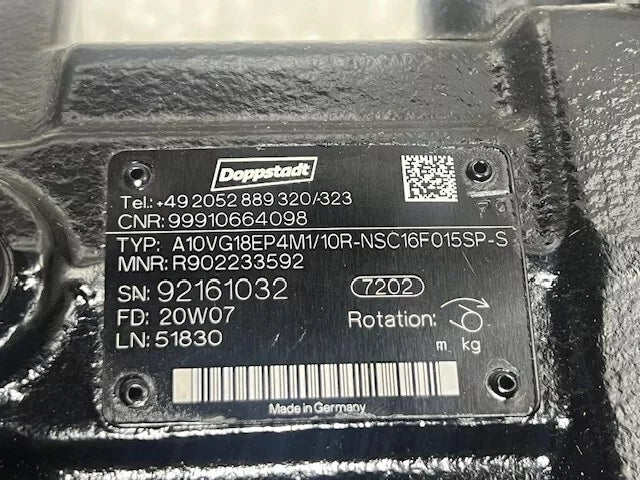 Doppstadt
Tel.:+49 2052 889 320/-323
CNR: 99910664098
TYP: A10VG18EP4M1/10R-NSC16F015SP-S
MNR: R902233592
SN: 92161032 7202
FD: 20W07
LN: 51830
Rotation:
m kg
Made in Germany